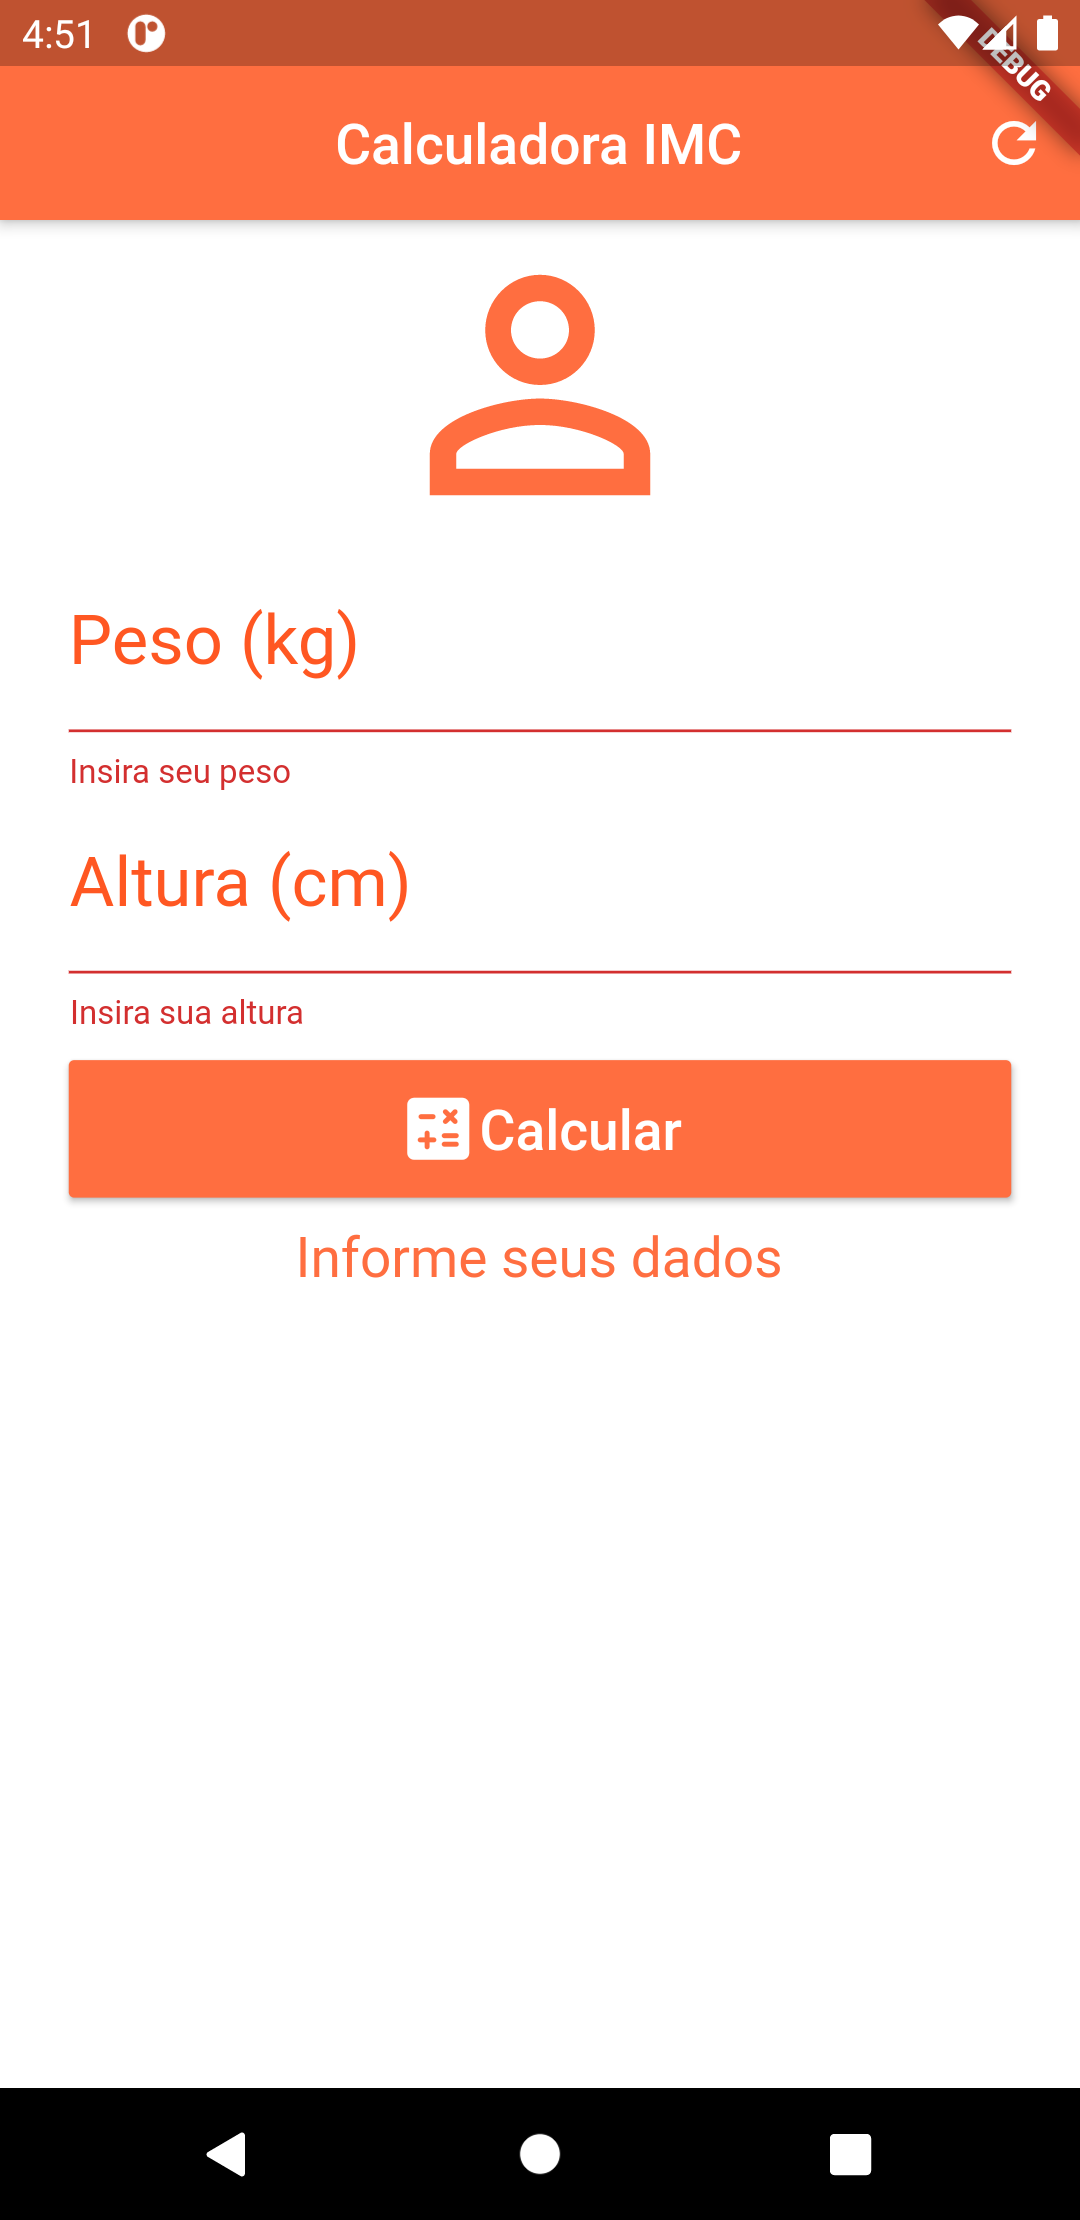 4:51
DEBUG
Calculadora IMC
Peso (kg)
Insira seu peso
Altura (cm)
Insira sua altura
Calcular
Informe seus dados